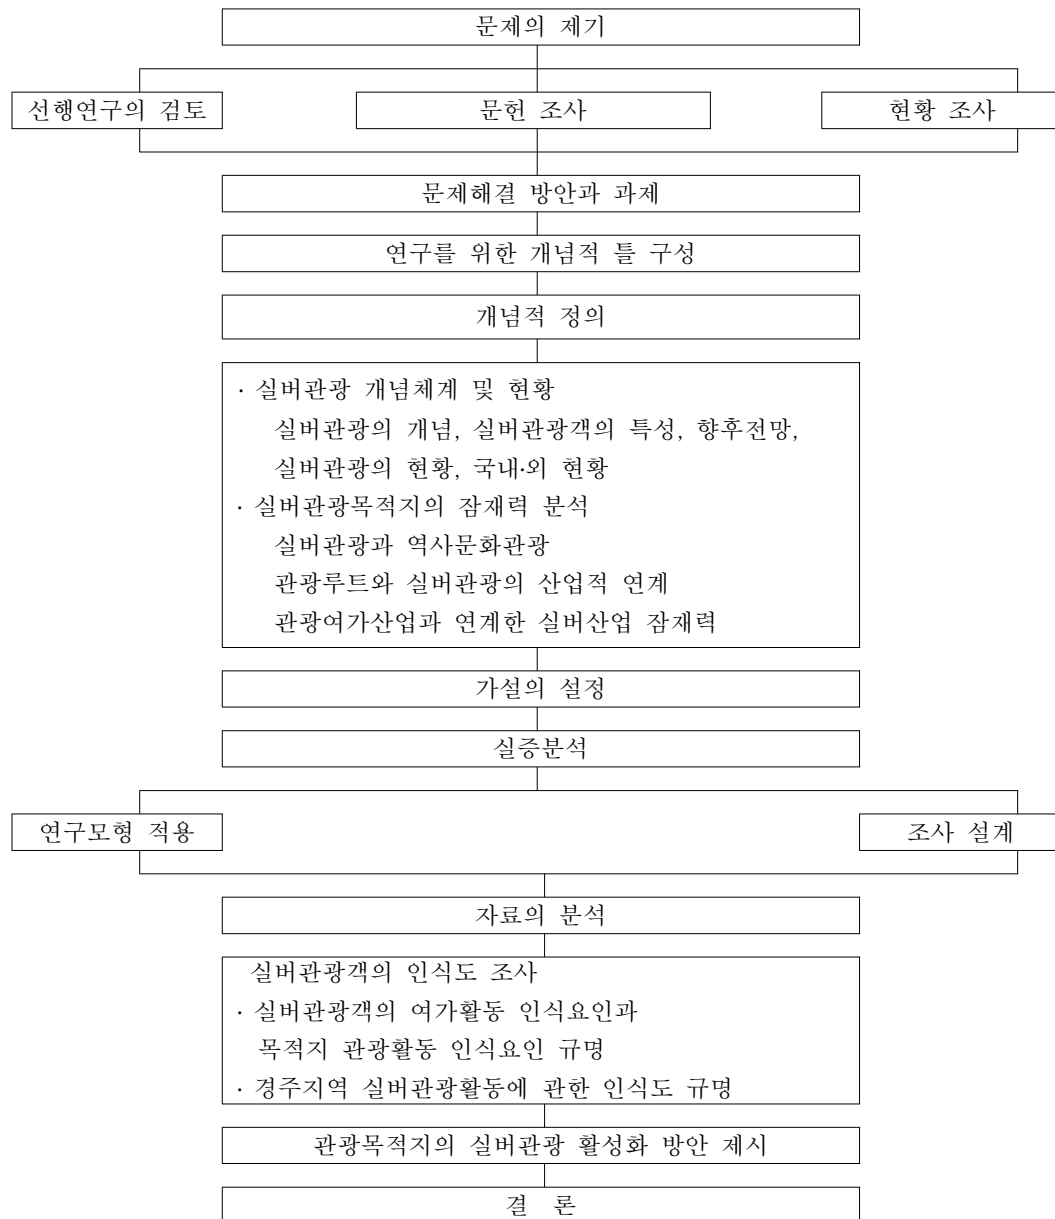 문제의 제기
선행연구의 검토
문헌 조사
현황 조사
문제해결 방안과 과제
연구를 위한 개념적 틀 구성
개념적 정의
· 실버관광 개념체계 및 현황
실버관광의 개념, 실버관광객의 특성, 향후전망,
실버관광의 현황, 국내·외 현황
· 실버관광목적지의 잠재력 분석
실버관광과 역사문화관광
관광루트와 실버관광의 산업적 연계
관광여가산업과 연계한 실버산업 잠재력
가설의 설정
실증분석
연구모형 적용
조사 설계
자료의 분석
실버관광객의 인식도 조사
· 실버관광객의 여가활동 인식요인과
목적지 관광활동 인식요인 규명
· 경주지역 실버관광활동에 관한 인식도 규명
관광목적지의 실버관광 활성화 방안 제시
결 론